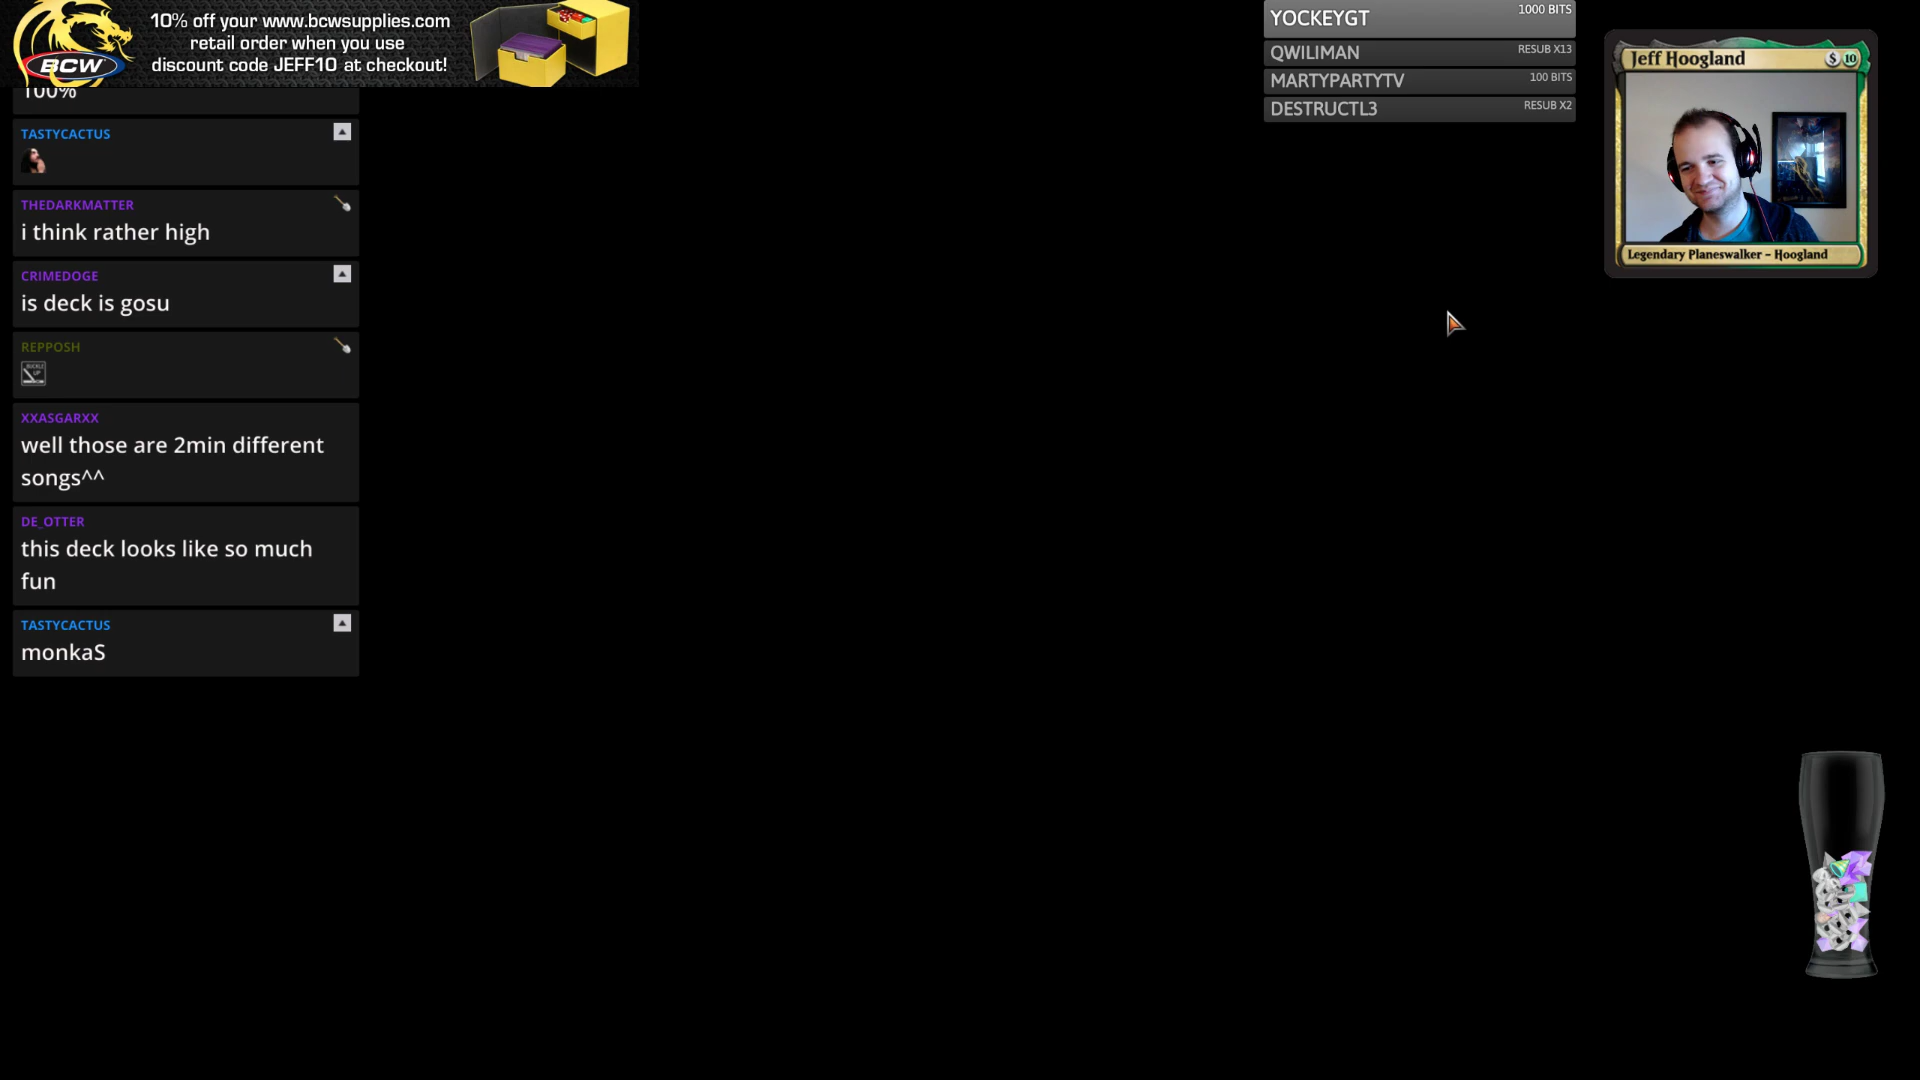 10% off your www.bcwsupplies.com
retail order when you use
discount code JEFF10 at checkout!
BCW
100%
TASTYCACTUS
THEDARKMATTER
i think rather high
CRIMEDOGE
is deck is gosu
REPPOSH
BUCKLE
UP
XXASGARXX
well those are 2min different
songs^^
DE_OTTER
this deck looks like so much
fun
TASTYCACTUS
monkaS
YOCKEYGT 1000 BITS
QWILIMAN RESUB X13
MARTYPARTYTV 100 BITS
DESTRUCTL3 RESUB X2
Jeff Hoogland $ 10
Legendary Planeswalker – Hoogland